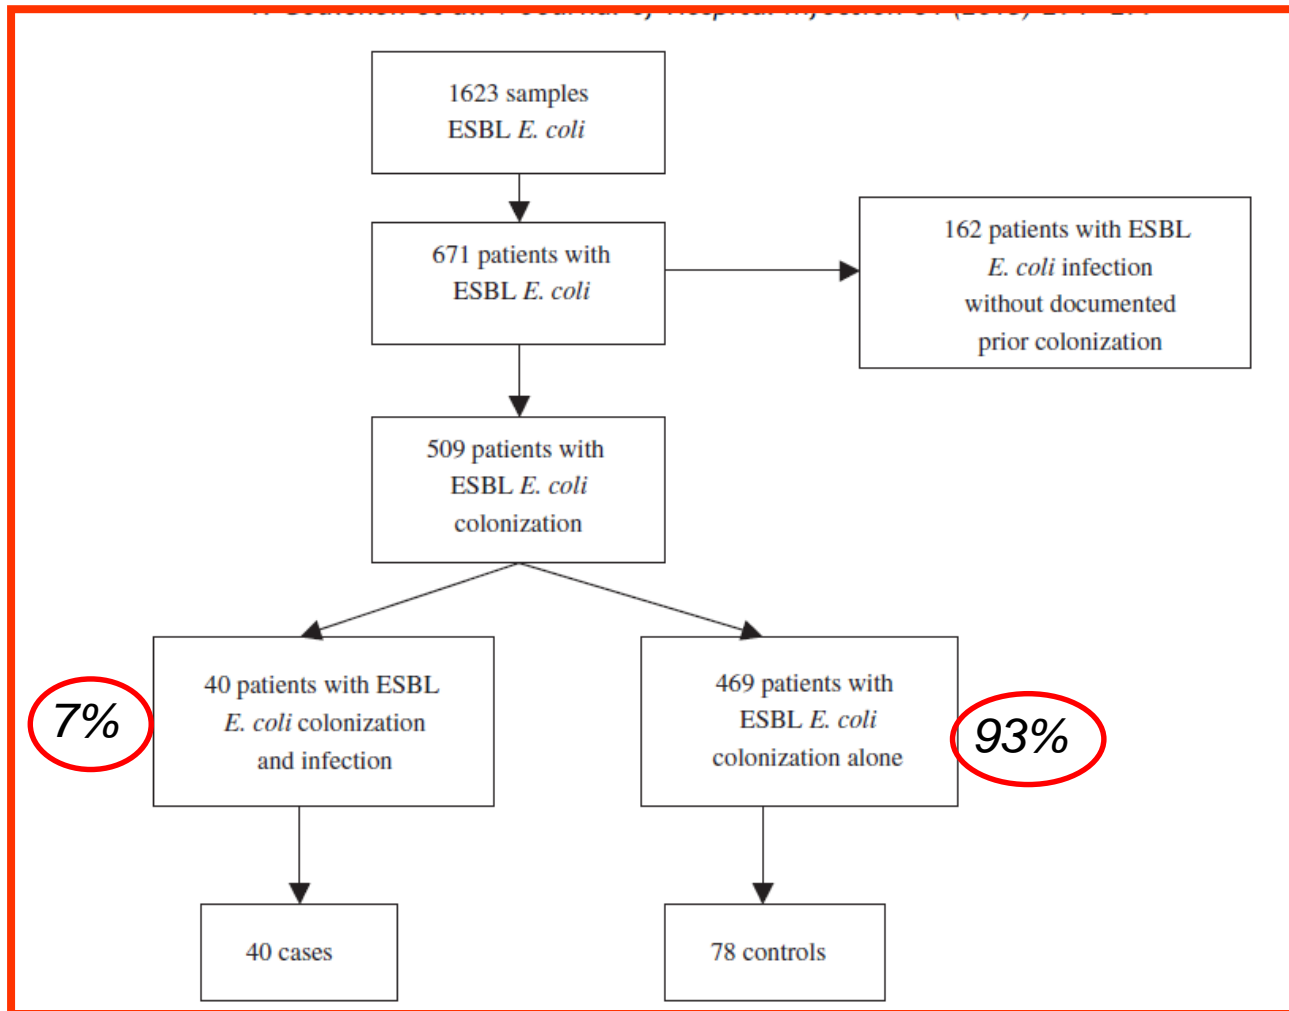 1623 samples
ESBL E. coli
671 patients with
ESBL E. coli
162 patients with ESBL
E. coli infection
without documented
prior colonization
509 patients with
ESBL E. coli
colonization
7%
40 patients with ESBL
E. coli colonization
and infection
469 patients with
ESBL E. coli
colonization alone
93%
40 cases
78 controls